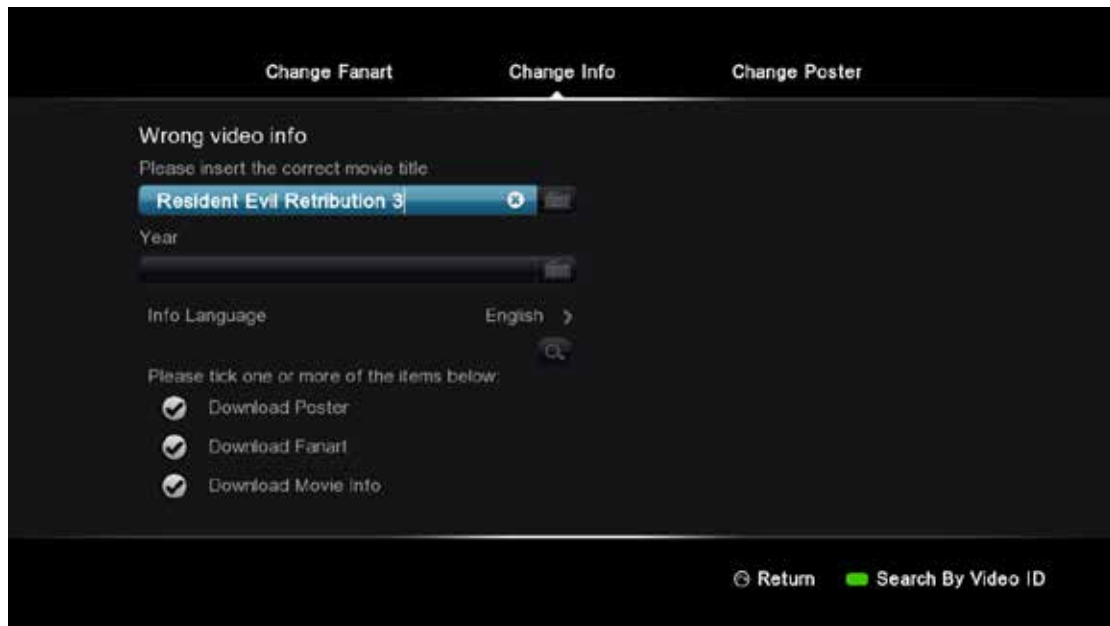 Change Fanart Change Info Change Poster
Wrong video info
Please insert the correct movie title
Resident Evil Retribution 3
Year
Info Language English
Please tick one or more of the items below:
Download Poster
Download Fanart
Download Movie Info
Return Search By Video ID